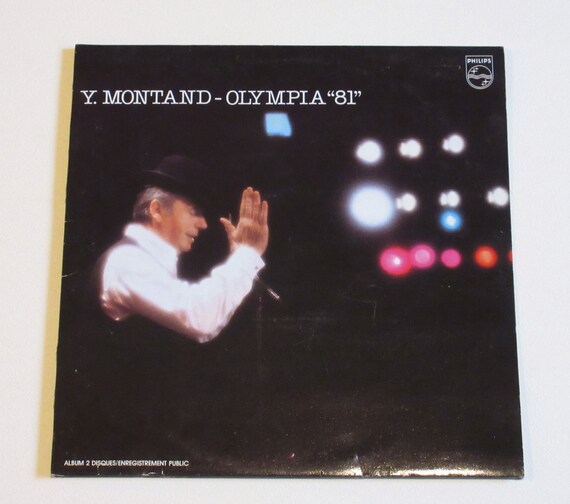 PHILIPS
Y. MONTAND - OLYMPIA “81”
ALBUM 2 DISQUES/ENREGISTREMENT PUBLIC